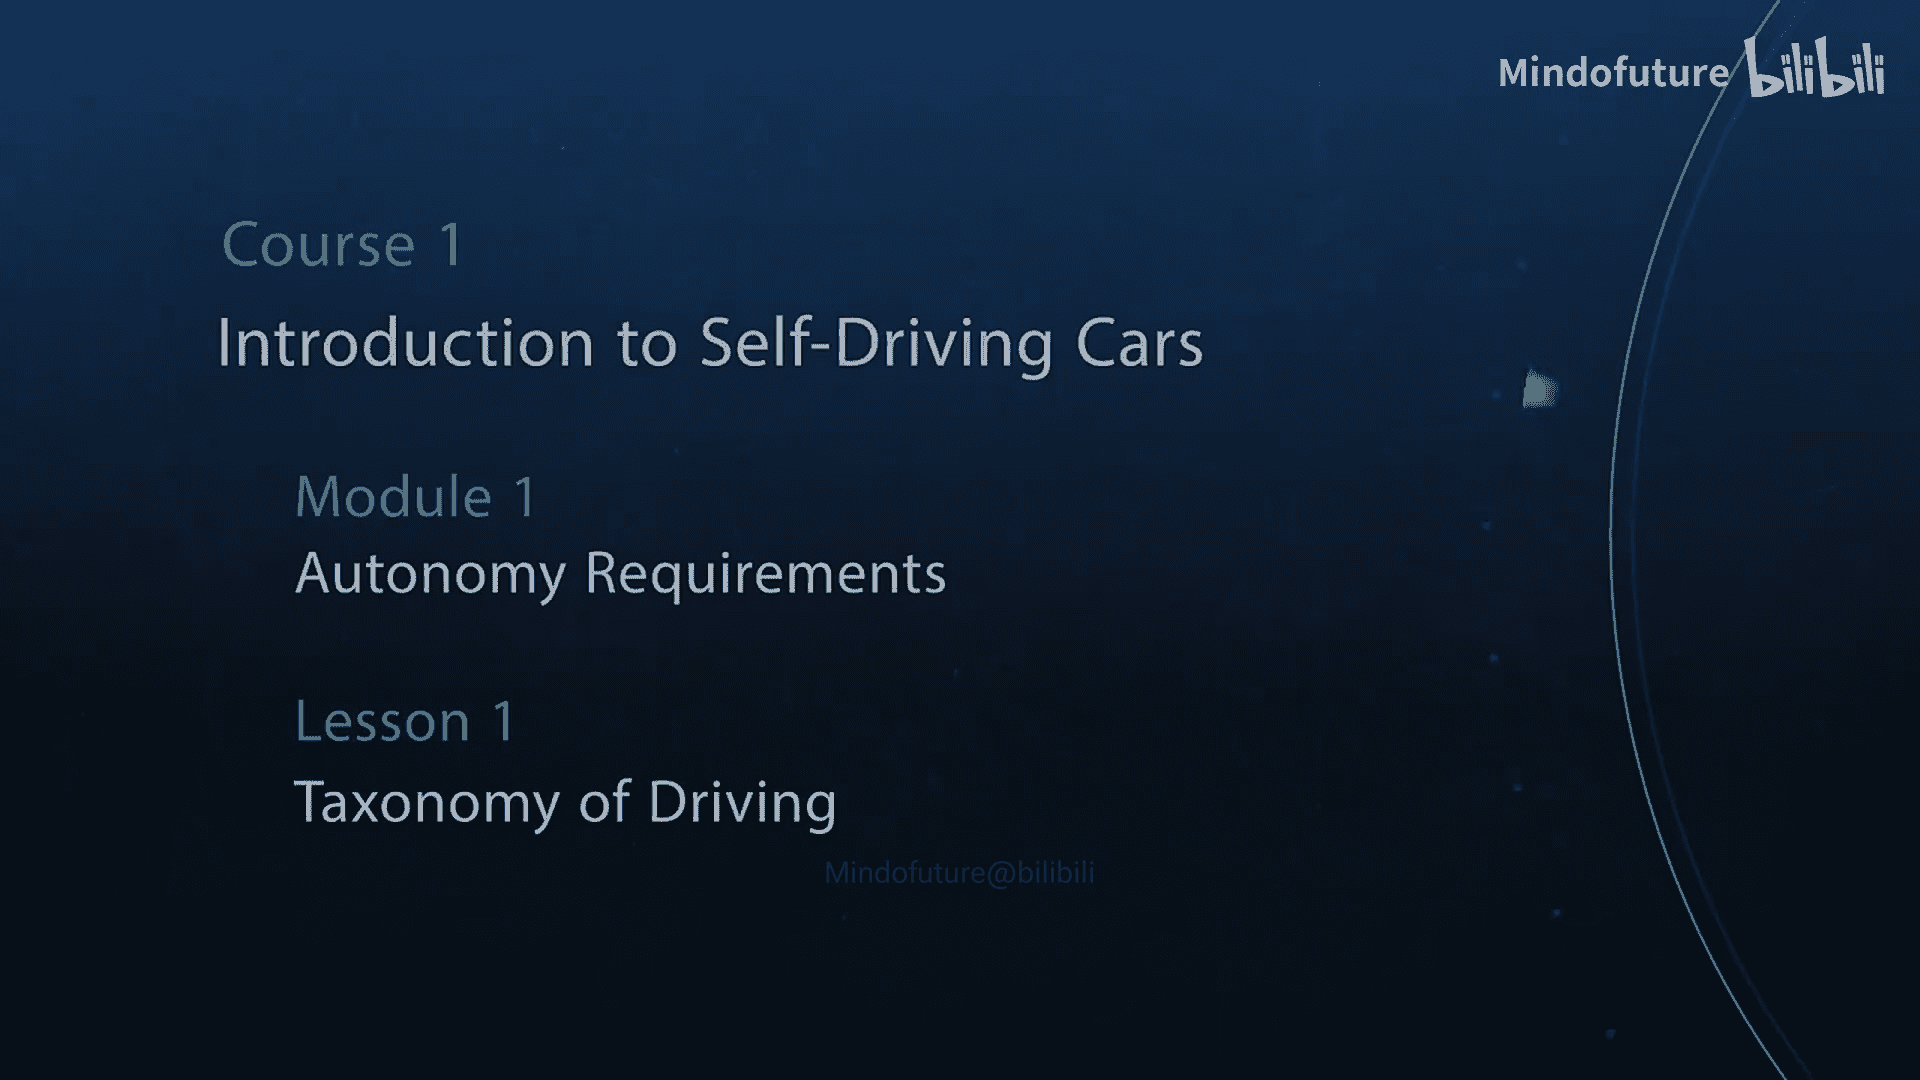 Mindofuture bilibili
Course 1
Introduction to Self-Driving Cars
Module 1
Autonomy Requirements
Lesson 1
Taxonomy of Driving
Mindofuture@bilibili